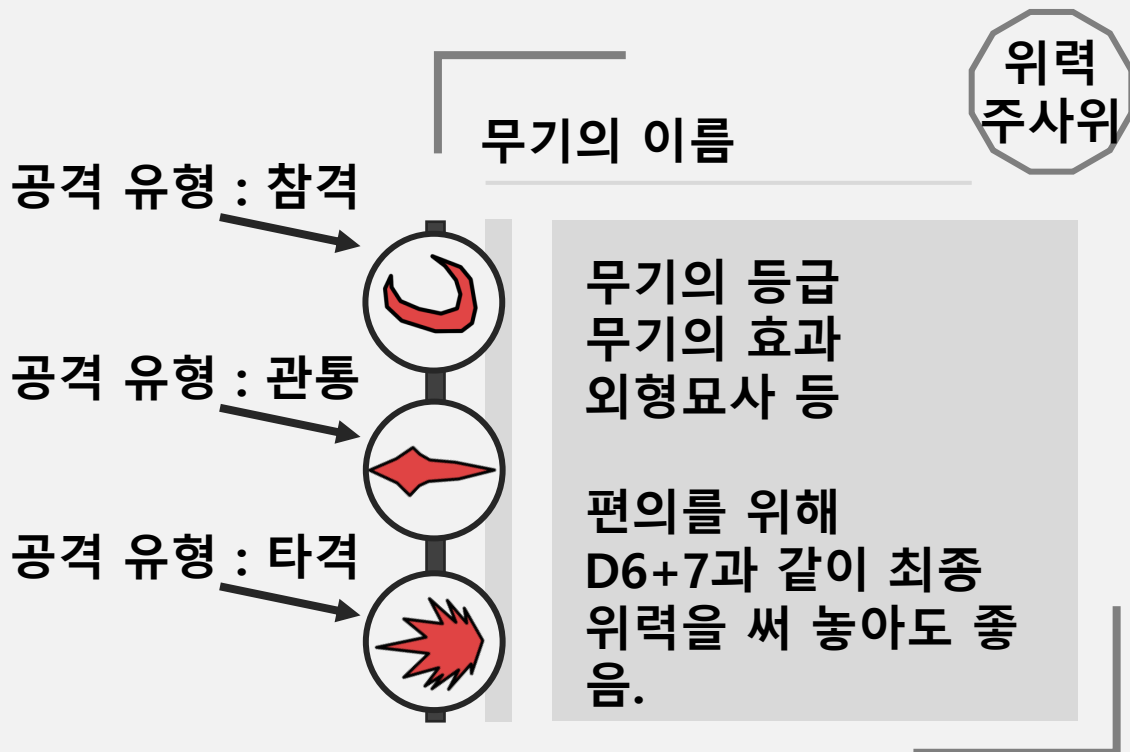 위력
주사위
무기의 이름
공격 유형 : 참격
공격 유형 : 관통
공격 유형 : 타격
무기의 등급
무기의 효과
외형묘사 등
편의를 위해
D6+7과 같이 최종
위력을 써 놓아도 좋
음.